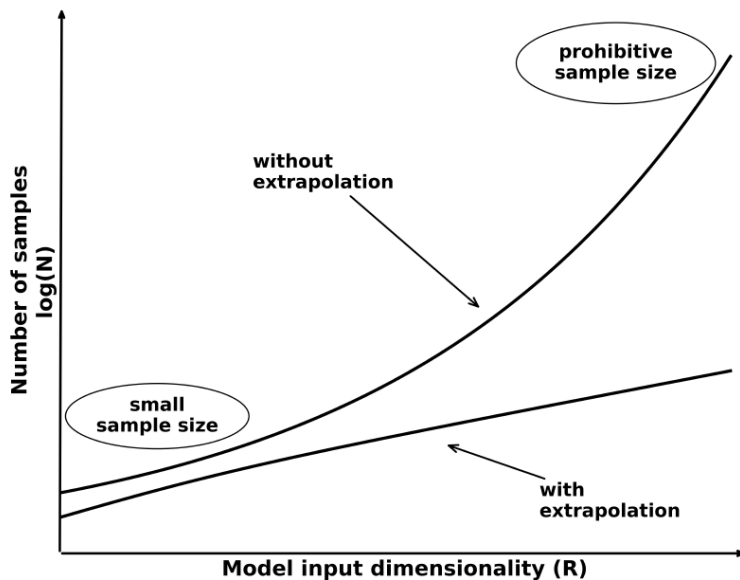 prohibitive
sample size
without
extrapolation
Number of samples
log(N)
small
sample size
with
extrapolation
Model input dimensionality (R)